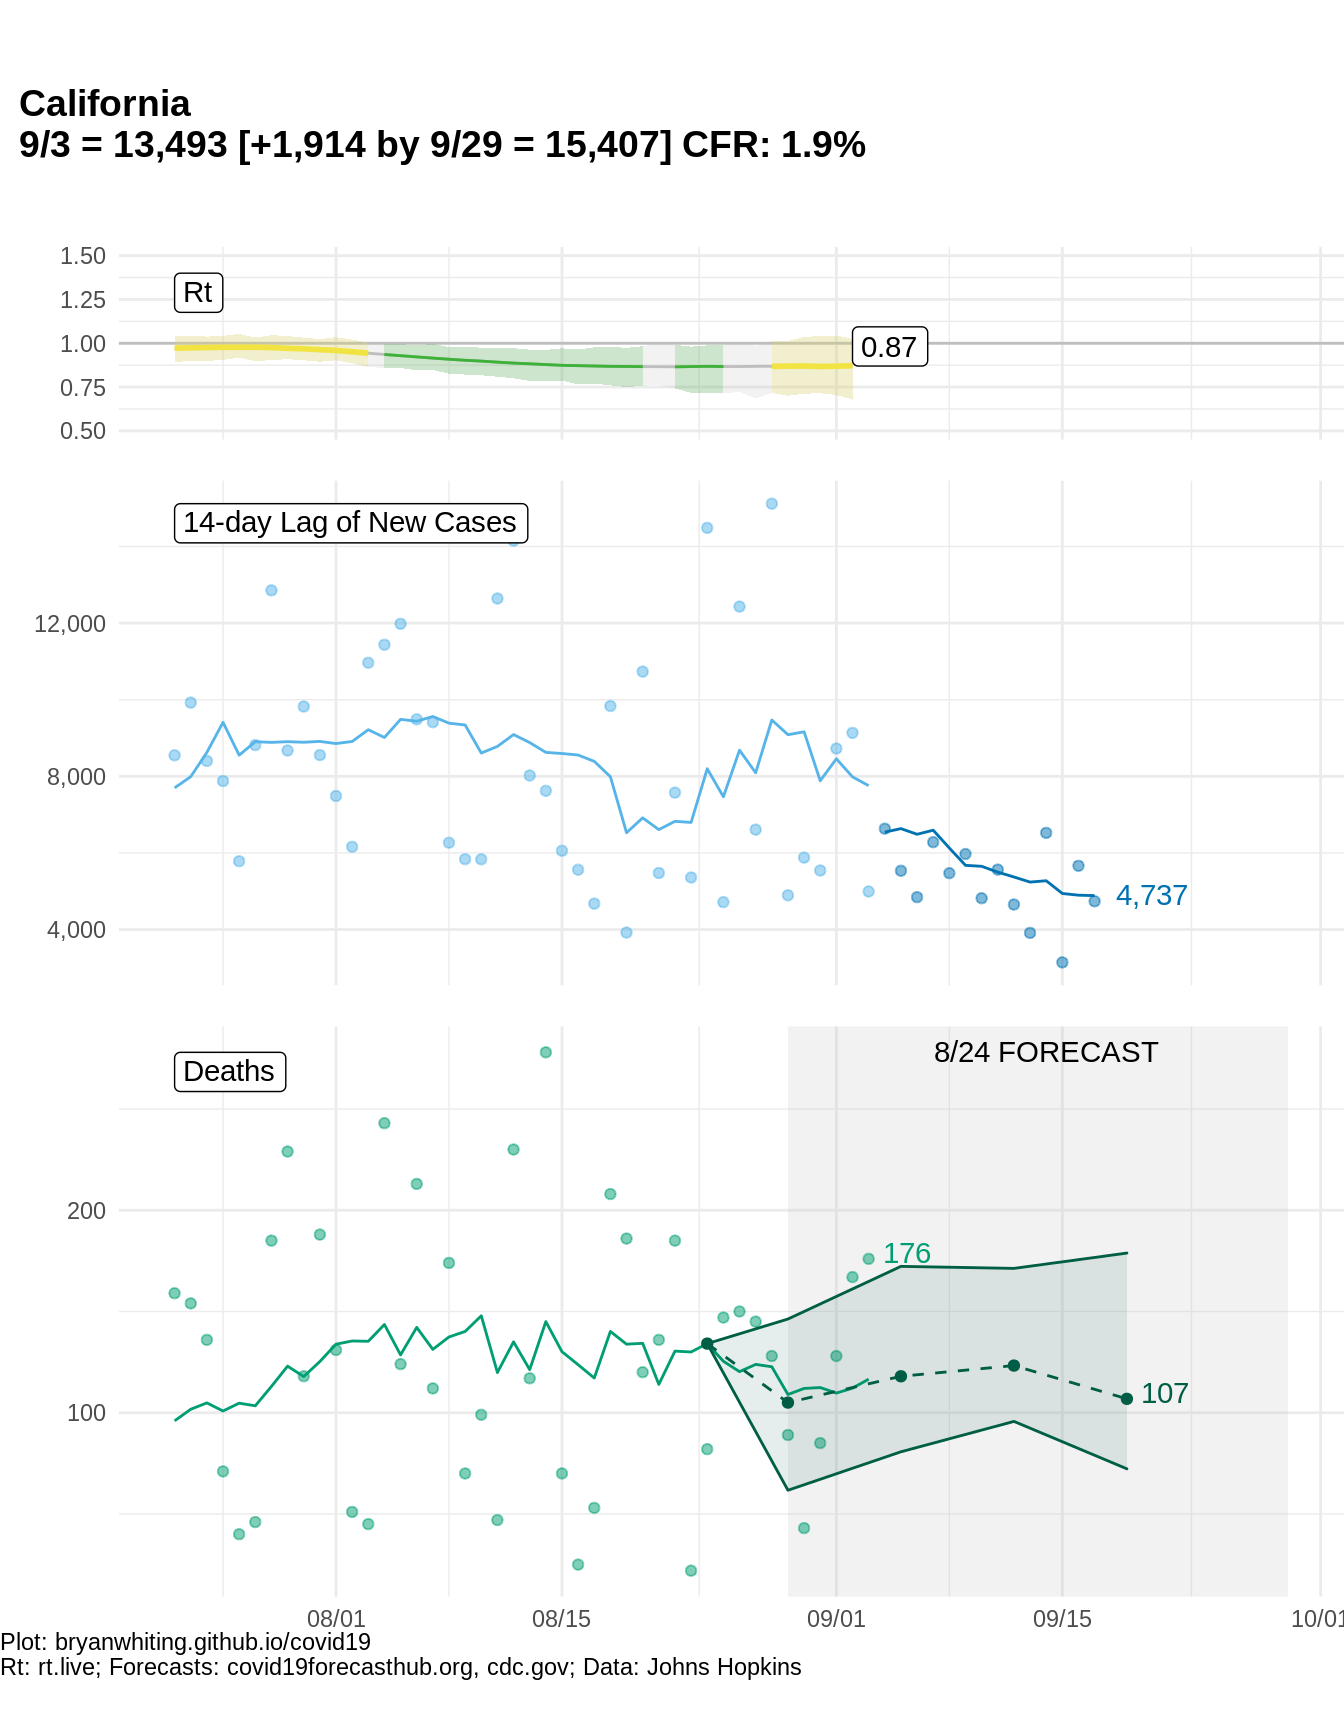 California
9/3 = 13,493 [+1,914 by 9/29 = 15,407] CFR: 1.9%
1.50
Rt
1.25
1.00
0.87
0.75
0.50
14-day Lag of New Cases
12,000
8,000
4,000
4,737
8/24 FORECAST
Deaths
200
176
107
100
08/01 08/15 09/01 09/15 10/01
Plot: bryanwhiting.github.io/covid19
Rt: rt.live; Forecasts: covid19forecasthub.org, cdc.gov; Data: Johns Hopkins